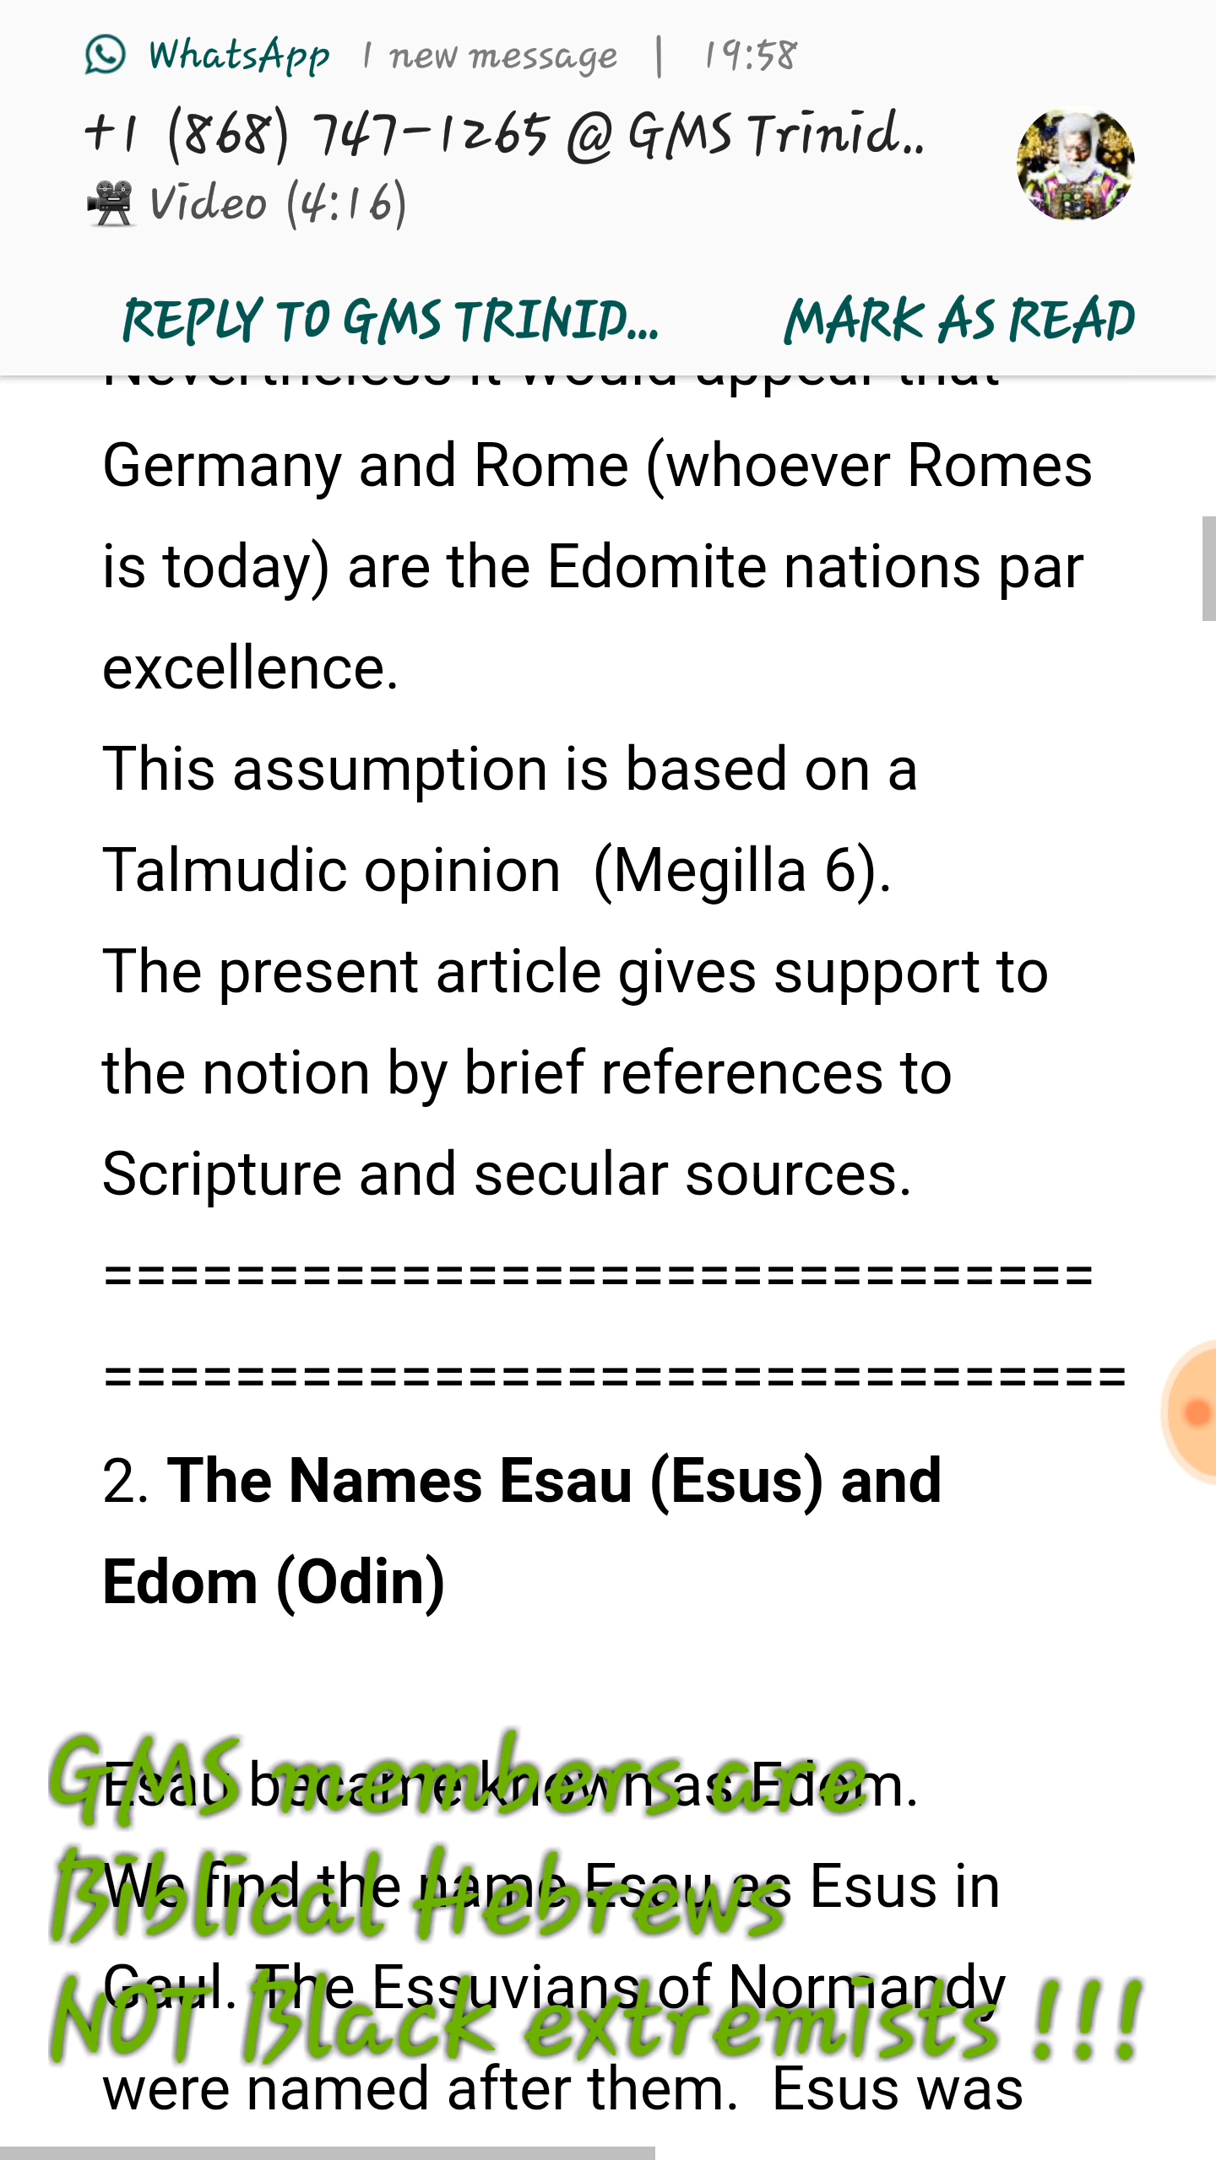 WhatsApp 1 new message | 19:58
+1 (868) 747-1265 @ GMS Trinid..
Video (4:16)
REPLY TO GMS TRINID... MARK AS READ
Nevertheless it would appear that
Germany and Rome (whoever Romes
is today) are the Edomite nations par
excellence.
This assumption is based on a
Talmudic opinion  (Megilla 6).
The present article gives support to
the notion by brief references to
Scripture and secular sources.
==============================
===============================
2. The Names Esau (Esus) and
Edom (Odin)
Esau became known as Edom.
We find the name Esau as Esus in
Gaul. The Essuvians of Normandy
were named after them.  Esus was
GMS members are
Biblical Hebrews
NOT Black extremists !!!